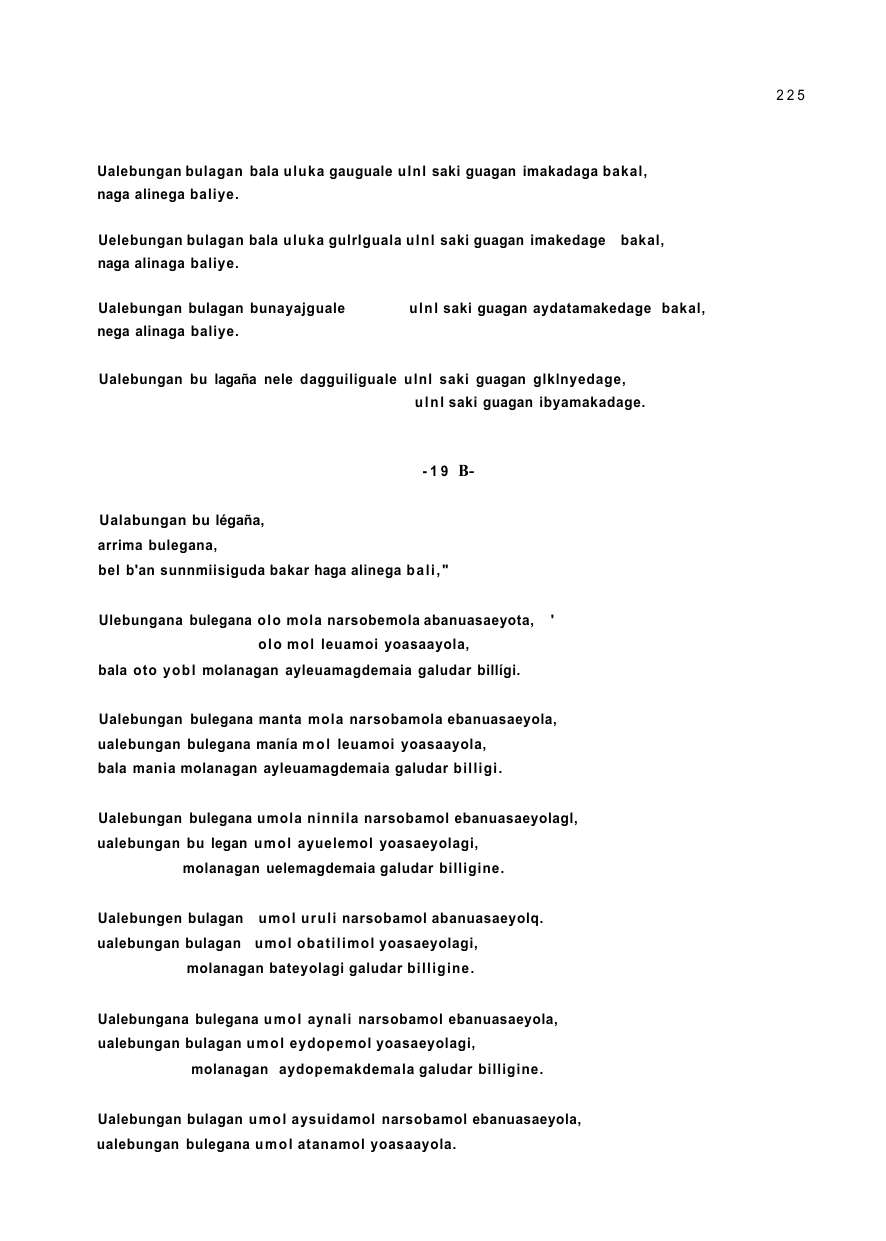 225
Ualebungan bulagan bala uluka gauguale ulnl saki guagan imakadaga bakal,
naga alinega baliye.
Uelebungan bulagan bala uluka gulrlguala ulnl saki guagan imakedage bakal,
naga alinaga baliye.
Ualebungan bulagan bunayajguale ulnl saki guagan aydatamakedage bakal,
nega alinaga baliye.
Ualebungan bu lagaña nele dagguiliguale ulnl saki guagan glklnyedage,
ulnl saki guagan ibyamakadage.
-19 B-
Ualabungan bu légaña,
arrima bulegana,
bel b'an sunnmiisiguda bakar haga alinega bali,"
Ulebungana bulegana olo mola narsobemola abanuasaeyota, '
olo mol leuamoi yoasaayola,
bala oto yobl molanagan ayleuamagdemaia galudar billígi.
Ualebungan bulegana manta mola narsobamola ebanuasaeyola,
ualebungan bulegana manía mol leuamoi yoasaayola,
bala mania molanagan ayleuamagdemaia galudar billigi.
Ualebungan bulegana umola ninnila narsobamol ebanuasaeyolagl,
ualebungan bu legan umol ayuelemol yoasaeyolagi,
molanagan uelemagdemaia galudar billigine.
Ualebungen bulagan umol uruli narsobamol abanuasaeyolq.
ualebungan bulagan umol obatilimol yoasaeyolagi,
molanagan bateyolagi galudar billigine.
Ualebungana bulegana umol aynali narsobamol ebanuasaeyola,
ualebungan bulagan umol eydopemol yoasaeyolagi,
molanagan aydopemakdemala galudar billigine.
Ualebungan bulagan umol aysuidamol narsobamol ebanuasaeyola,
ualebungan bulegana umol atanamol yoasaayola.